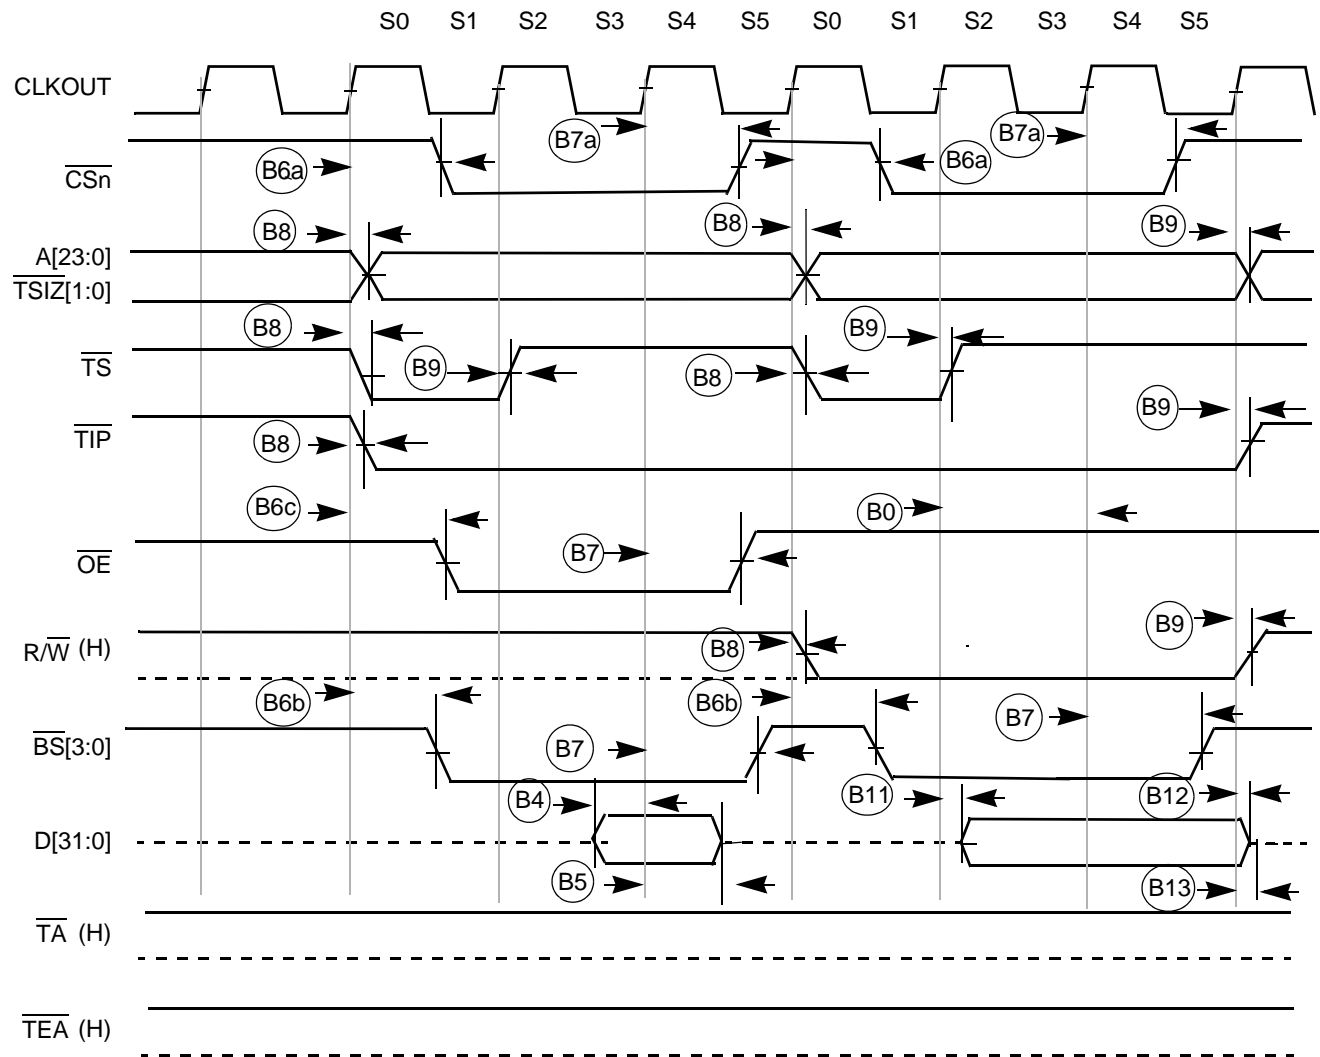 S0 S1 S2 S3 S4 S5 S0 S1 S2 S3 S4 S5
CLKOUT
B7a B7a
CSn B6a B6a
B8 B8 B9
A[23:0]
TSIZ[1:0]
B8 B9
TS B9 B8
B9
TIP B8
B6c B0
OE B7
B9
R/W (H) B8
B6b B6b B7
BS[3:0] B7
B4 B11 B12
D[31:0]
B5 B13
TA (H)
TEA (H)